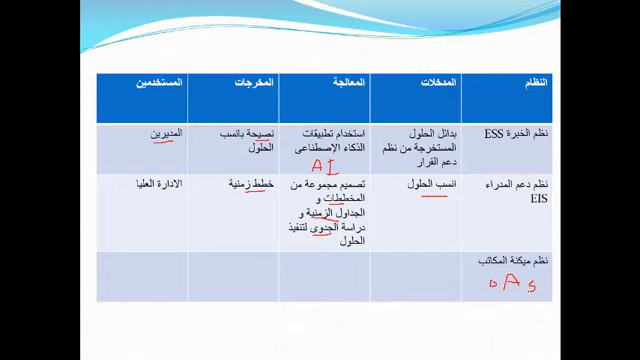 النظام
المدخلات
المعالجة
المخرجات
المستخدمين
نظم الخبرة ESS
بدائل الحلول
المستخرجة من نظم
دعم القرار
استخدام تطبيقات
الذكاء الإصطناعى
AI
نصيحة بانسب
الحلول
المديرين
نظم دعم المدراء
EIS
انسب الحلول
تصميم مجموعة من
المخططات و
الجداول الزمنية و
دراسة الجدوى لتنفيذ
الحلول
خطط زمنية
الادارة العليا
نظم ميكنة المكاتب
OAS